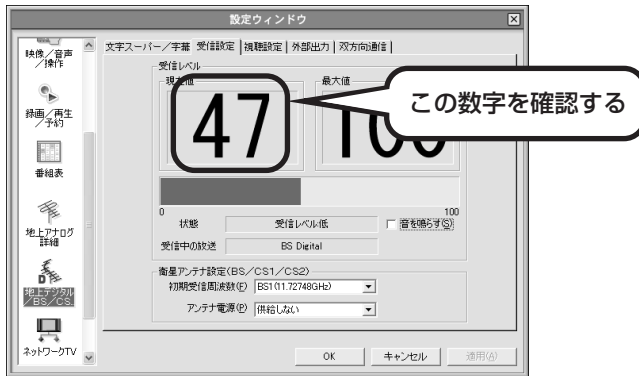 設定ウィンドウ
映像／音声
／操作
録画／再生
／予約
番組表
地上アナログ
詳細
地上デジタル
／BS／CS
ネットワークTV
文字スーパー／字幕 受信設定 視聴設定 外部出力 双方向通信
受信レベル
現在値 最大値
47 100
この数字を確認する
0 100
状態 受信レベル低 音を鳴らす(S)
受信中の放送 BS Digital
衛星アンテナ設定(BS／CS1／CS2)
初期受信周波数(F) BS1(11.72748GHz)
アンテナ電源(P) 供給しない
OK キャンセル 適用(A)